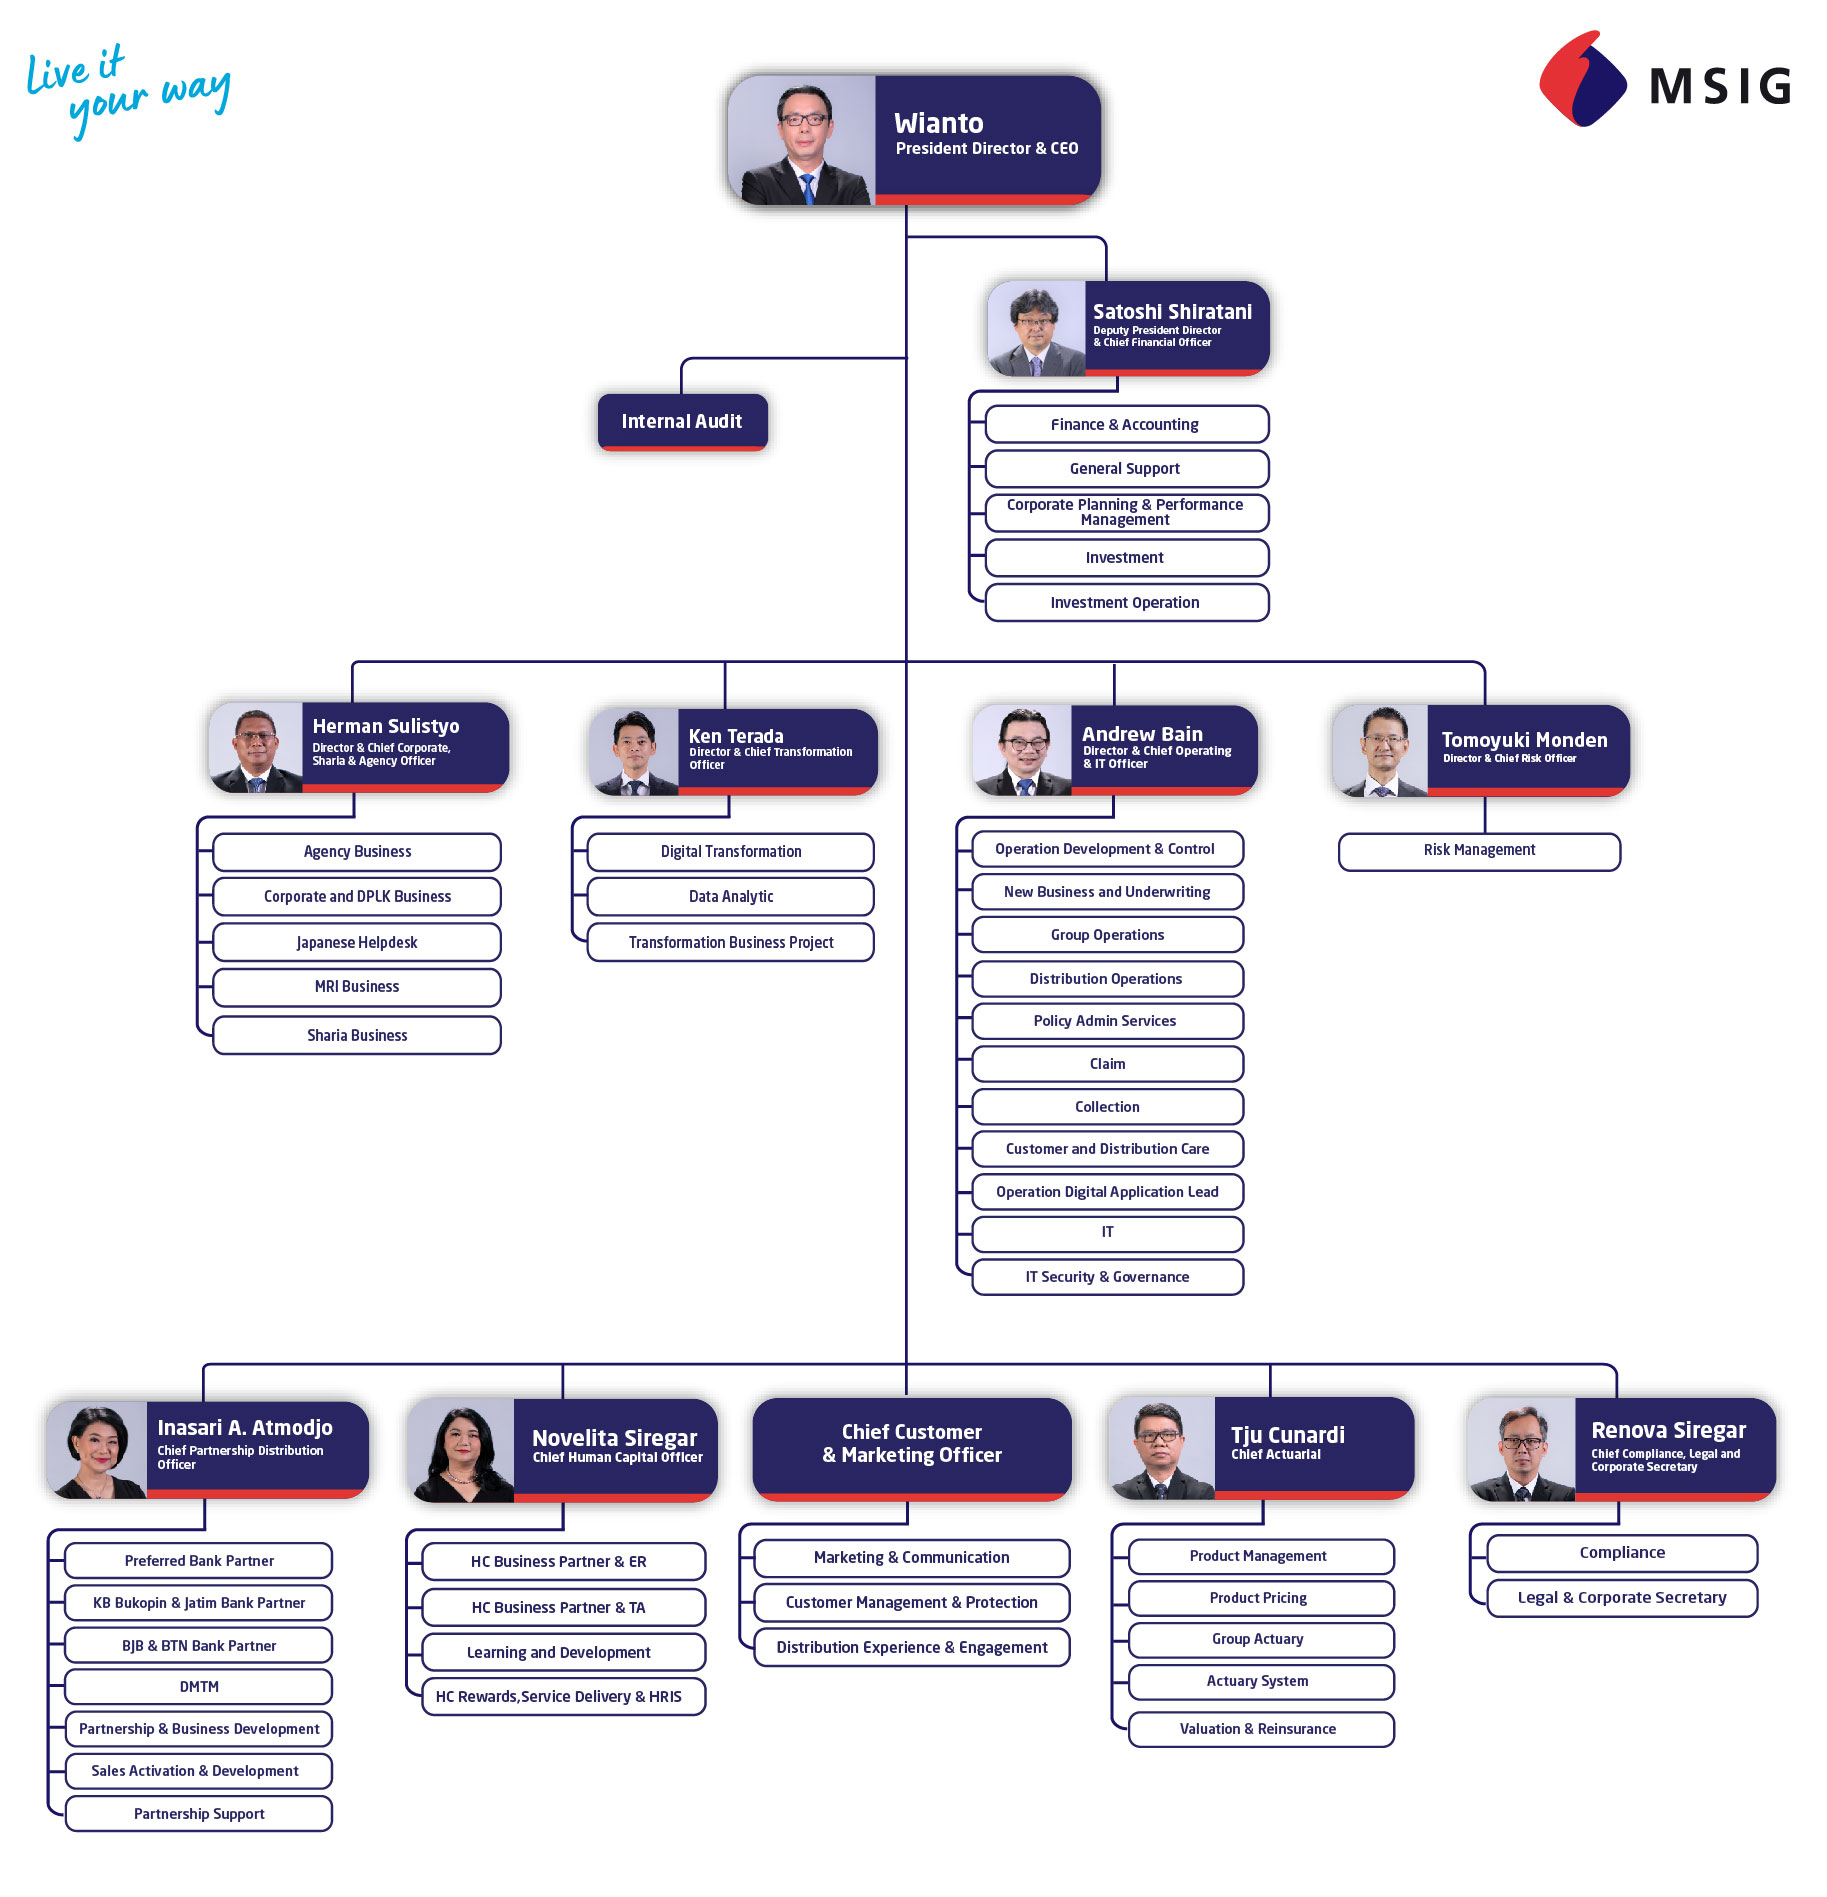 Live it
your way
MSIG
Wianto
President Director & CEO
Satoshi Shiratani
Deputy President Director
& Chief Financial Officer
Internal Audit
Finance & Accounting
General Support
Corporate Planning & Performance
Management
Investment
Investment Operation
Herman Sulistyo
Director & Chief Corporate,
Sharia & Agency Officer
Agency Business
Corporate and DPLK Business
Japanese Helpdesk
MRI Business
Sharia Business
Ken Terada
Director & Chief Transformation
Officer
Digital Transformation
Data Analytic
Transformation Business Project
Andrew Bain
Director & Chief Operating
& IT Officer
Operation Development & Control
New Business and Underwriting
Group Operations
Distribution Operations
Policy Admin Services
Claim
Collection
Customer and Distribution Care
Operation Digital Application Lead
IT
IT Security & Governance
Tomoyuki Monden
Director & Chief Risk Officer
Risk Management
Inasari A. Atmodjo
Chief Partnership Distribution
Officer
Preferred Bank Partner
KB Bukopin & Jatim Bank Partner
BJB & BTN Bank Partner
DMTM
Partnership & Business Development
Sales Activation & Development
Partnership Support
Novelita Siregar
Chief Human Capital Officer
HC Business Partner & ER
HC Business Partner & TA
Learning and Development
HC Rewards,Service Delivery & HRIS
Chief Customer
& Marketing Officer
Marketing & Communication
Customer Management & Protection
Distribution Experience & Engagement
Tju Cunardi
Chief Actuarial
Product Management
Product Pricing
Group Actuary
Actuary System
Valuation & Reinsurance
Renova Siregar
Chief Compliance, Legal and
Corporate Secretary
Compliance
Legal & Corporate Secretary